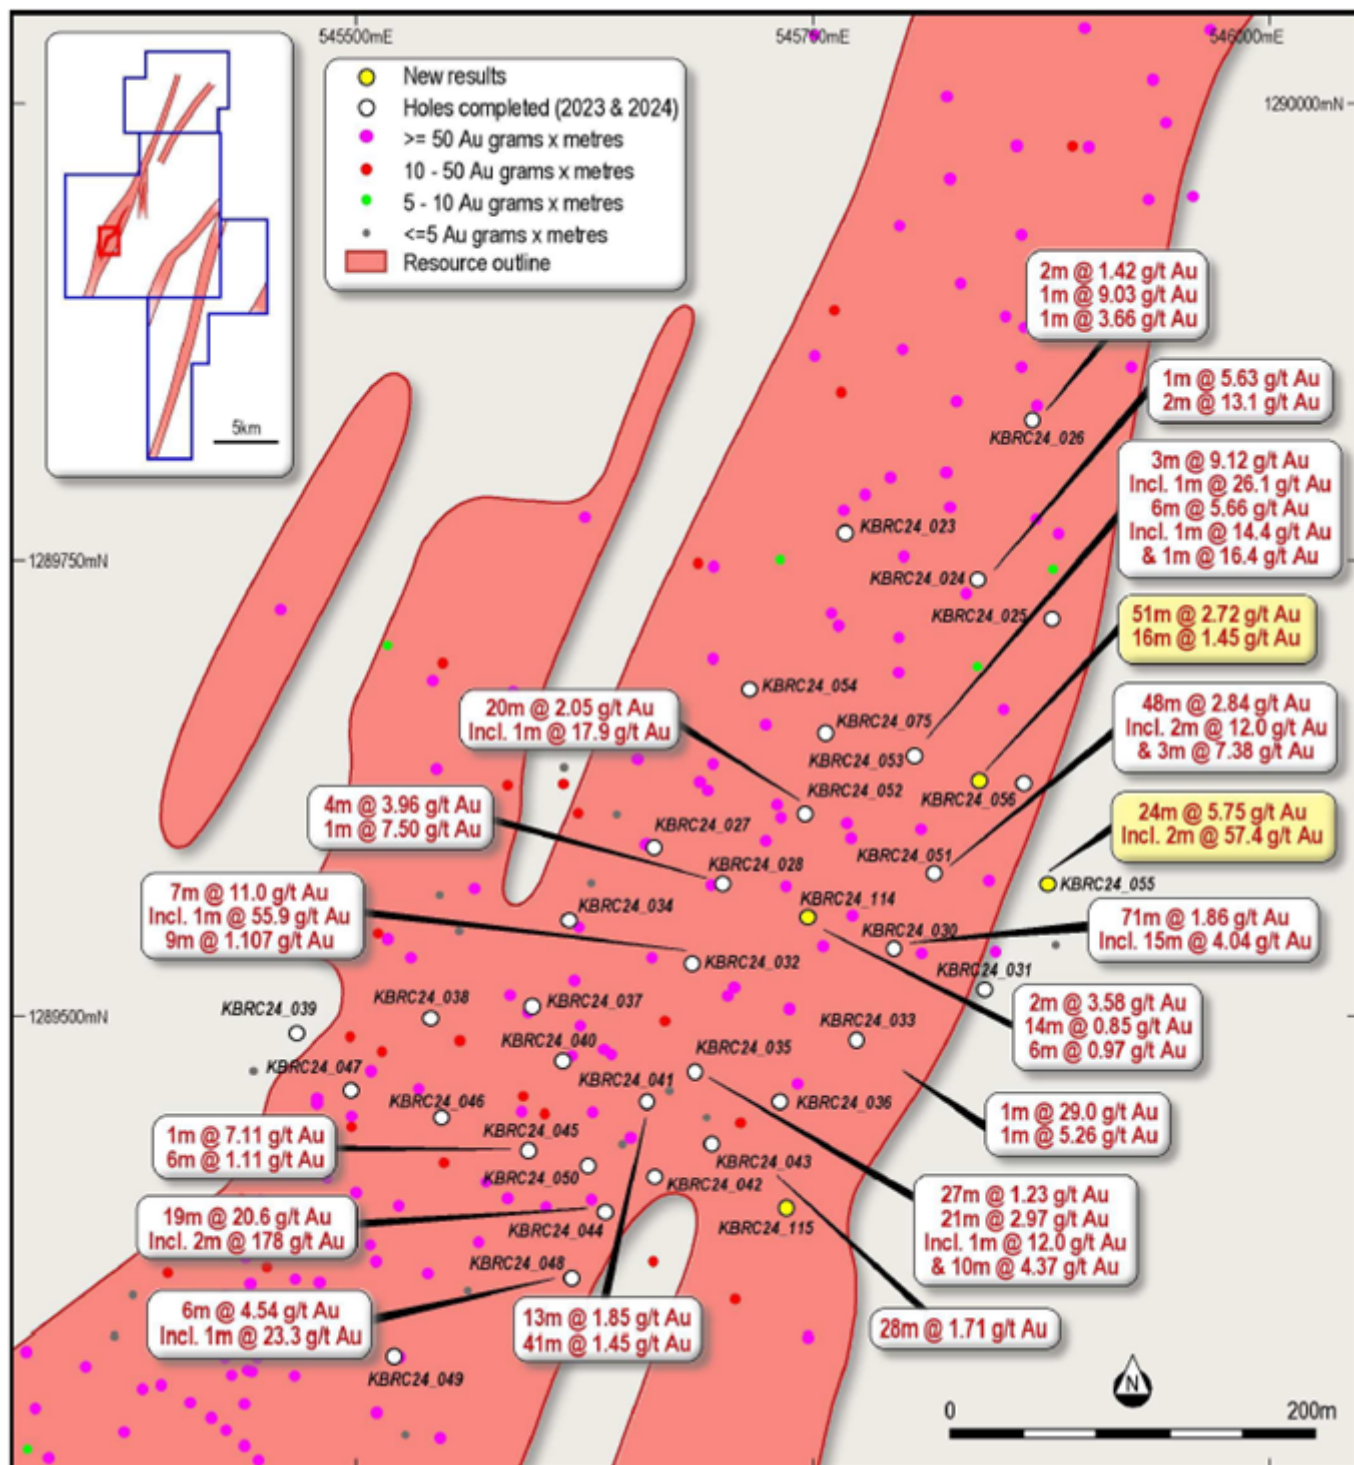 545500mE
545750mE
546000mE
New results
Holes completed (2023 & 2024)
>= 50 Au grams x metres
10 - 50 Au grams x metres
5 - 10 Au grams x metres
<=5 Au grams x metres
Resource outline
5km
1290000mN
2m @ 1.42 g/t Au
1m @ 9.03 g/t Au
1m @ 3.66 g/t Au
1m @ 5.63 g/t Au
2m @ 13.1 g/t Au
KBRC24_026
3m @ 9.12 g/t Au
Incl. 1m @ 26.1 g/t Au
6m @ 5.66 g/t Au
Incl. 1m @ 14.4 g/t Au
& 1m @ 16.4 g/t Au
KBRC24_023
1289750mN
KBRC24_024
KBRC24_025
51m @ 2.72 g/t Au
16m @ 1.45 g/t Au
KBRC24_054
20m @ 2.05 g/t Au
Incl. 1m @ 17.9 g/t Au
48m @ 2.84 g/t Au
Incl. 2m @ 12.0 g/t Au
& 3m @ 7.38 g/t Au
KBRC24_075
KBRC24_053
KBRC24_052
KBRC24_056
4m @ 3.96 g/t Au
1m @ 7.50 g/t Au
24m @ 5.75 g/t Au
Incl. 2m @ 57.4 g/t Au
KBRC24_027
KBRC24_028
KBRC24_051
KBRC24_055
7m @ 11.0 g/t Au
Incl. 1m @ 55.9 g/t Au
9m @ 1.107 g/t Au
KBRC24_034
KBRC24_114
KBRC24_030
71m @ 1.86 g/t Au
Incl. 15m @ 4.04 g/t Au
KBRC24_032
KBRC24_031
KBRC24_039
KBRC24_038
KBRC24_037
1289500mN
KBRC24_033
2m @ 3.58 g/t Au
14m @ 0.85 g/t Au
6m @ 0.97 g/t Au
KBRC24_040
KBRC24_035
KBRC24_047
KBRC24_041
KBRC24_046
KBRC24_036
1m @ 29.0 g/t Au
1m @ 5.26 g/t Au
1m @ 7.11 g/t Au
6m @ 1.11 g/t Au
KBRC24_045
KBRC24_043
KBRC24_050
KBRC24_042
27m @ 1.23 g/t Au
21m @ 2.97 g/t Au
Incl. 1m @ 12.0 g/t Au
& 10m @ 4.37 g/t Au
19m @ 20.6 g/t Au
Incl. 2m @ 178 g/t Au
KBRC24_044
KBRC24_115
KBRC24_048
6m @ 4.54 g/t Au
Incl. 1m @ 23.3 g/t Au
13m @ 1.85 g/t Au
41m @ 1.45 g/t Au
28m @ 1.71 g/t Au
KBRC24_049
N
0
200m